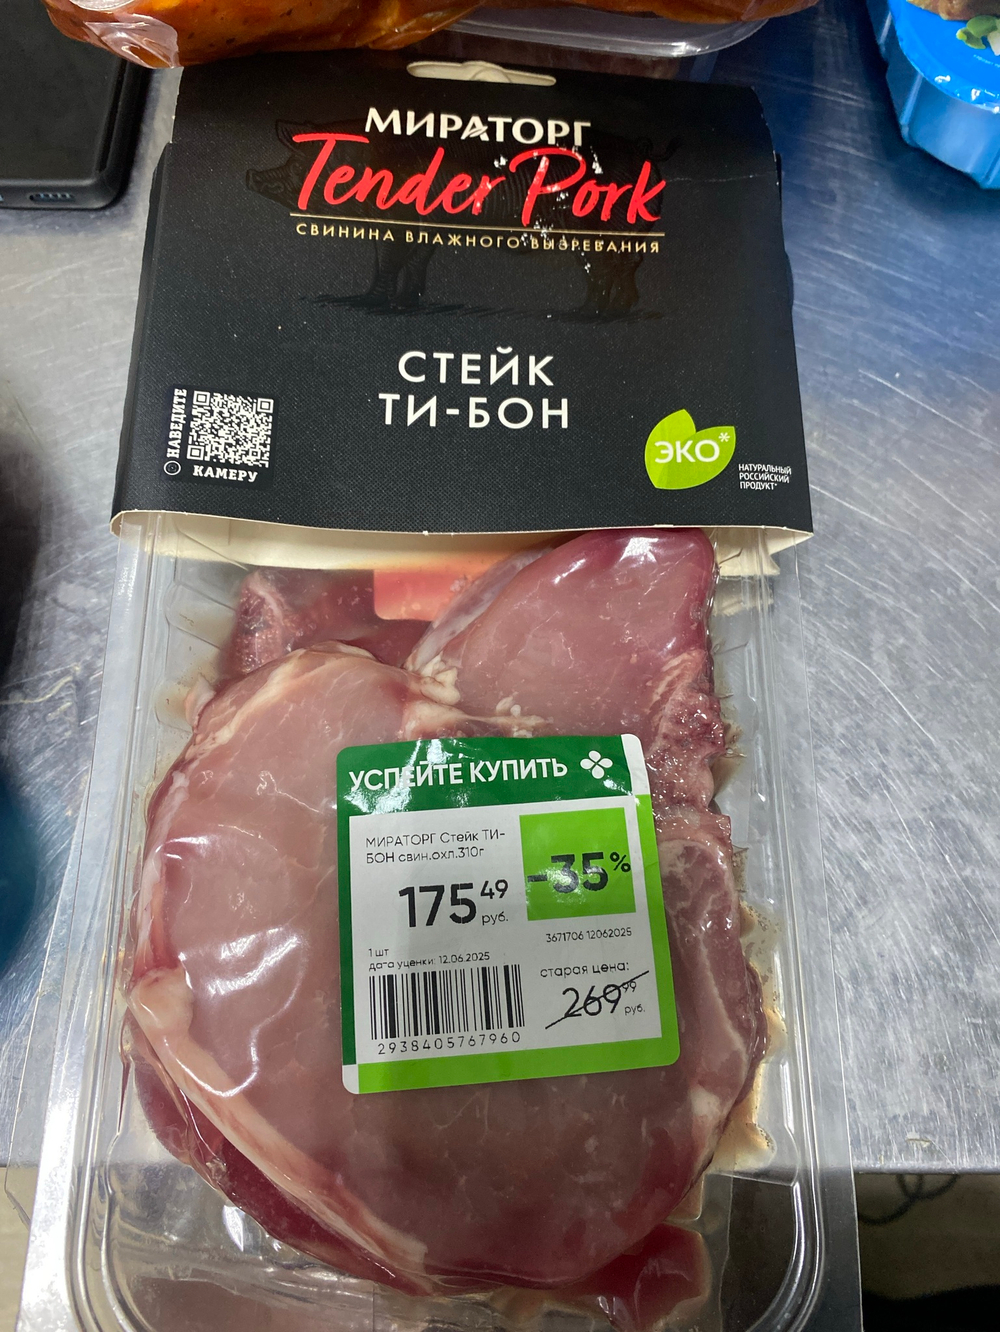 МИРАТОРГ
Tender Pork
СВИНИНА ВЛАЖНОГО ВЫЗРЕВАНИЯ
СТЕЙК
ТИ-БОН
НАВЕДИТЕ
КАМЕРУ
ЭКО*
НАТУРАЛЬНЫЙ
РОССИЙСКИЙ
ПРОДУКТ*
УСПЕЙТЕ КУПИТЬ
МИРАТОРГ Стейк ТИ-
БОН свин.охл.310г
-35%
175 49
руб.
3671706 12062025
1 шт
дата уценки: 12.06.2025
старая цена:
269 99
руб.
2938405767960